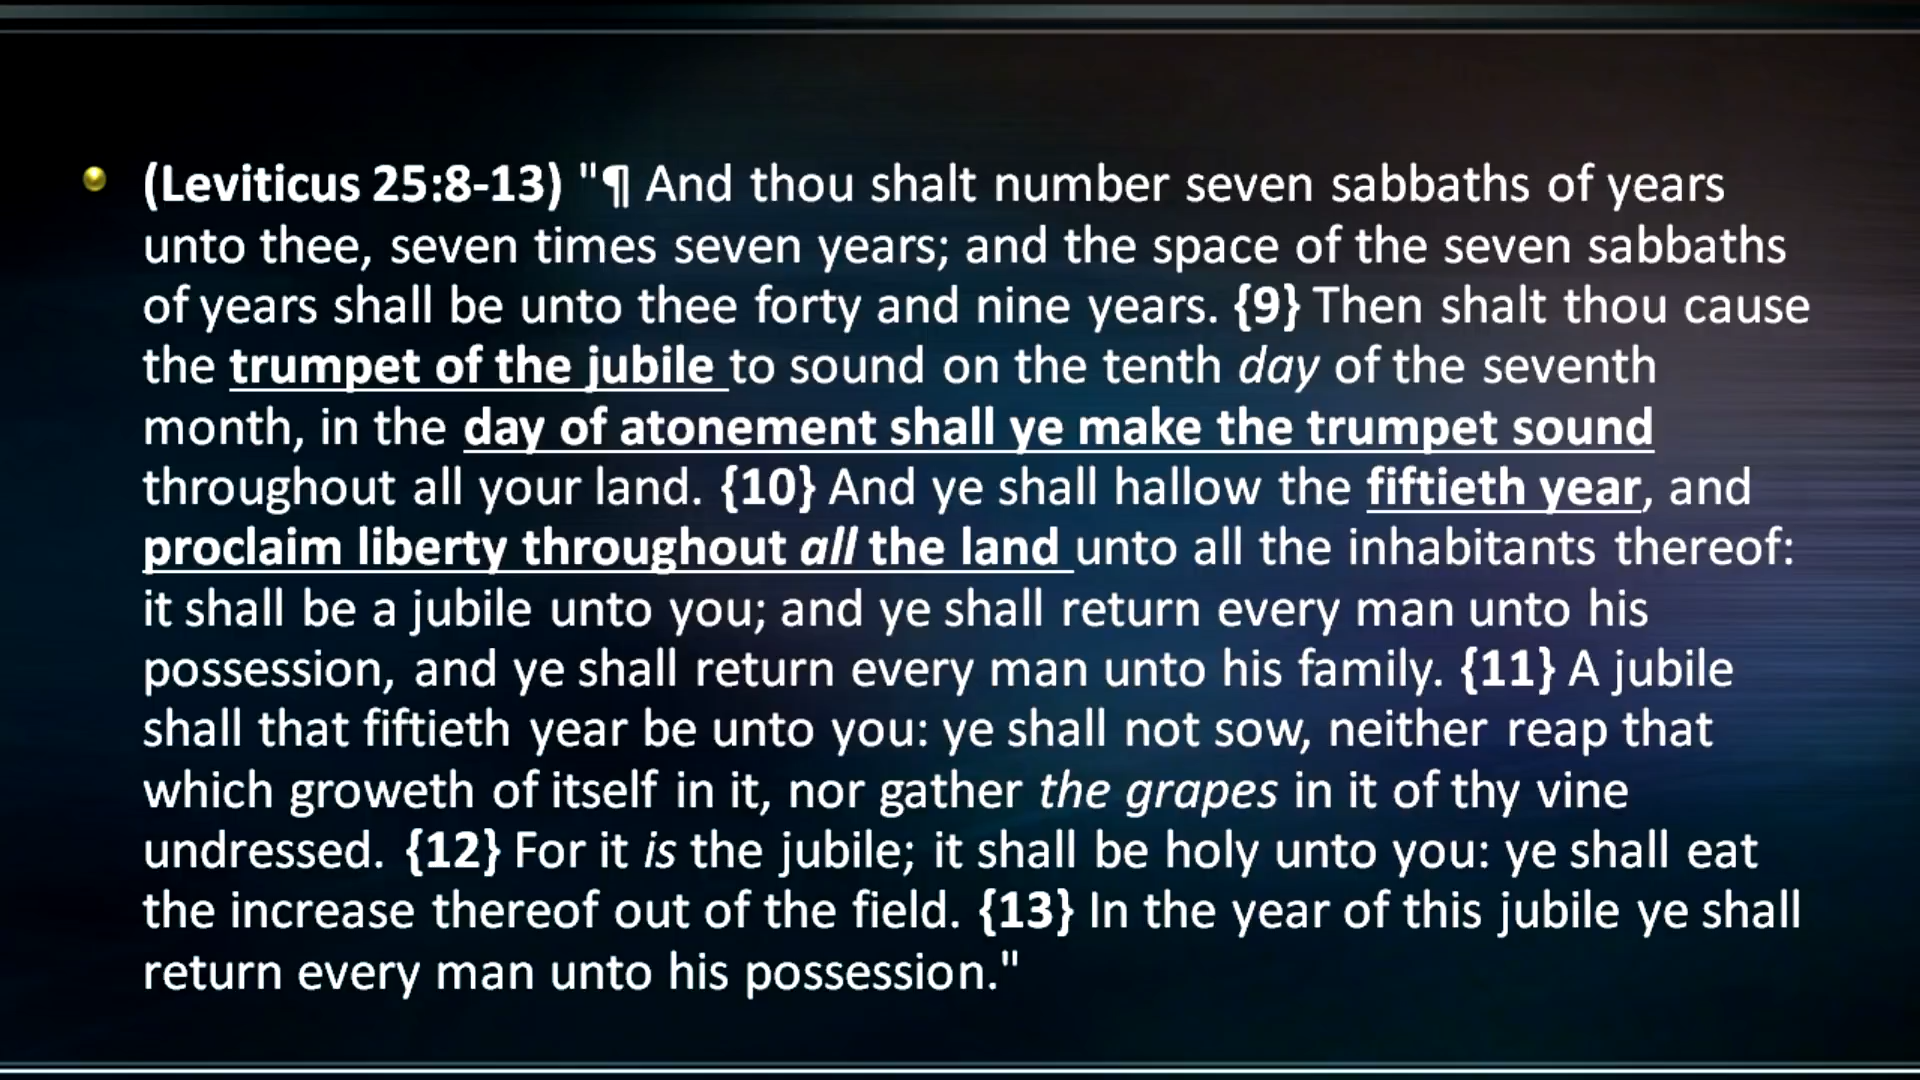 (Leviticus 25:8-13) "¶ And thou shalt number seven sabbaths of years
unto thee, seven times seven years; and the space of the seven sabbaths
of years shall be unto thee forty and nine years. {9} Then shalt thou cause
the trumpet of the jubile to sound on the tenth day of the seventh
month, in the day of atonement shall ye make the trumpet sound
throughout all your land. {10} And ye shall hallow the fiftieth year, and
proclaim liberty throughout all the land unto all the inhabitants thereof:
it shall be a jubile unto you; and ye shall return every man unto his
possession, and ye shall return every man unto his family. {11} A jubile
shall that fiftieth year be unto you: ye shall not sow, neither reap that
which groweth of itself in it, nor gather the grapes in it of thy vine
undressed. {12} For it is the jubile; it shall be holy unto you: ye shall eat
the increase thereof out of the field. {13} In the year of this jubile ye shall
return every man unto his possession."